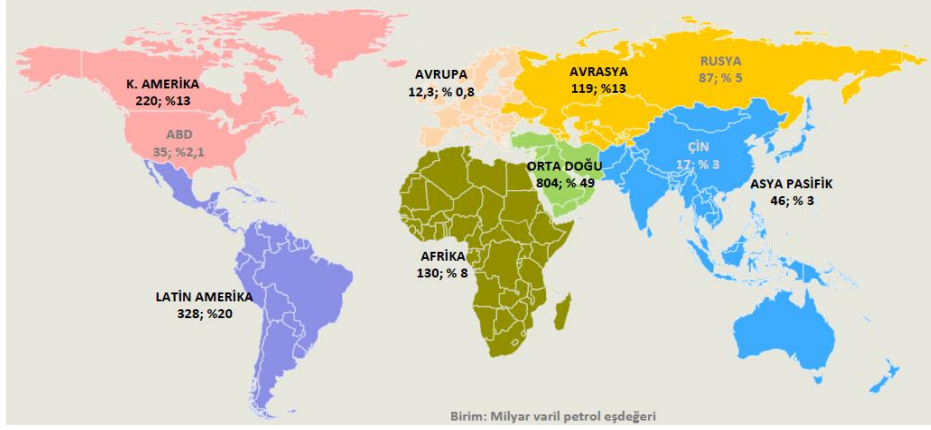 K. AMERİKA
220; %13
ABD
35; %2,1
AVRUPA
12,3; % 0,8
AVRASYA
119; %13
RUSYA
87; % 5
ORTA DOĞU
804; % 49
ÇİN
17; % 3
ASYA PASİFİK
46; % 3
AFRİKA
130; % 8
LATİN AMERİKA
328; %20
Birim: Milyar varil petrol eşdeğeri